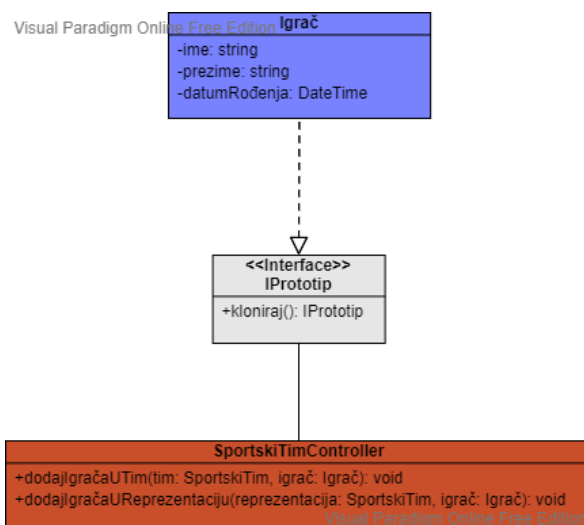 Visual Paradigm Online Free Edition
Igrač
-ime: string
-prezime: string
-datumRođenja: DateTime
<<Interface>>
IPrototip
+kloniraj(): IPrototip
SportskiTimController
+dodajIgračaUTim(tim: SportskiTim, igrač: Igrač): void
+dodajIgračaUReprezentaciju(reprezentacija: SportskiTim, igrač: Igrač): void
Visual Paradigm Online Free Edition